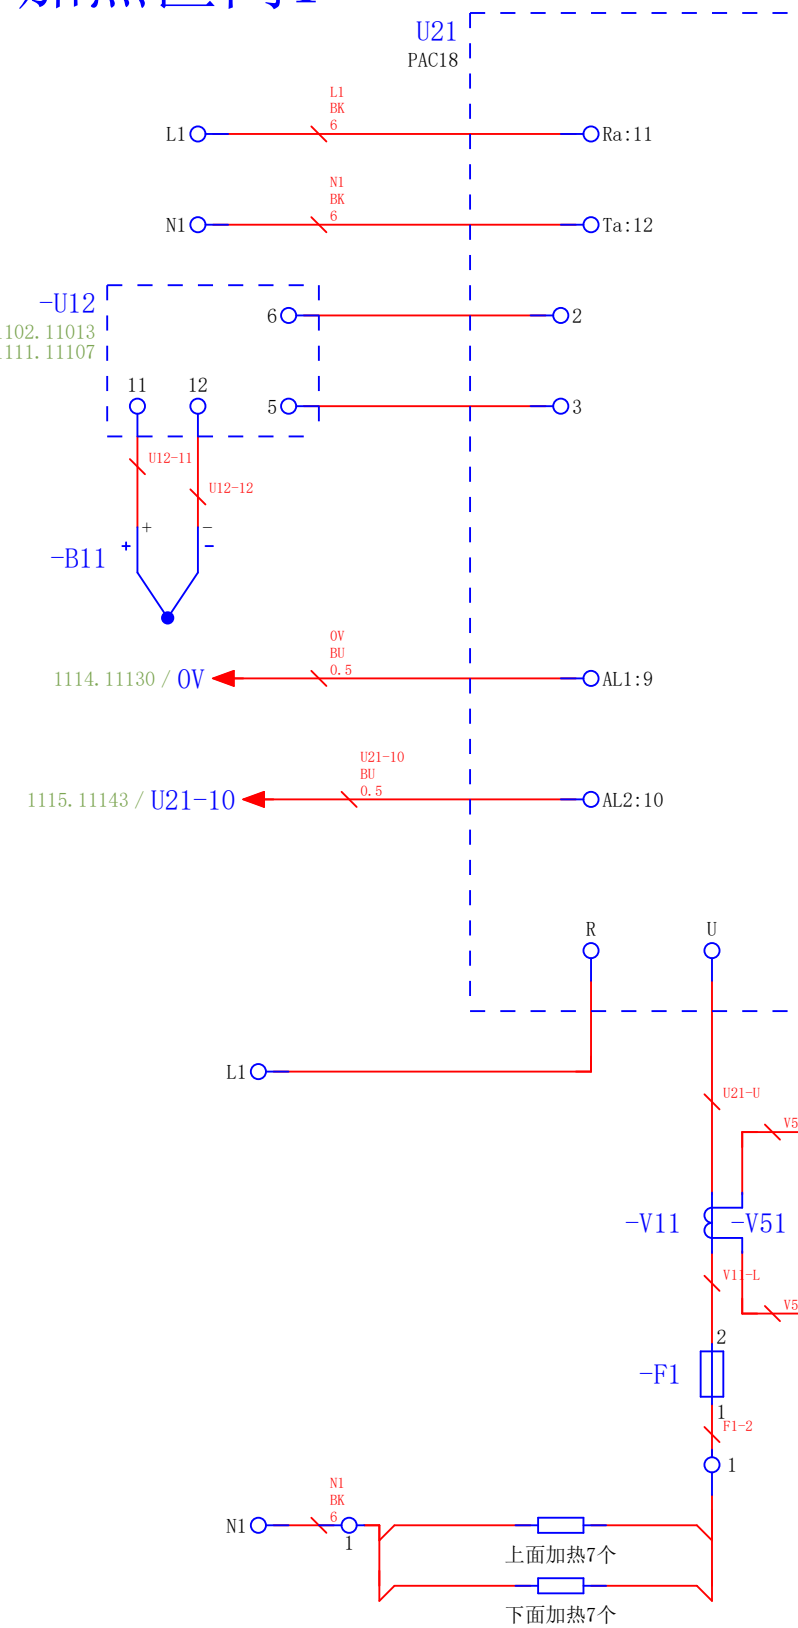 U21
PAC18
L1
BK
6
L1
Ra:11
N1
BK
6
N1
Ta:12
-U12
1102.11013
1111.11107
6
2
11
12
5
3
U12-11
U12-12
+
-
+
-
-B11
0V
BU
0.5
1114.11130 / 0V
AL1:9
U21-10
BU
0.5
1115.11143 / U21-10
AL2:10
R
U
L1
U21-U
V5
-V11
-V51
V11-L
V5
2
-F1
1
F1-2
1
N1
BK
6
N1
1
上面加热7个
下面加热7个